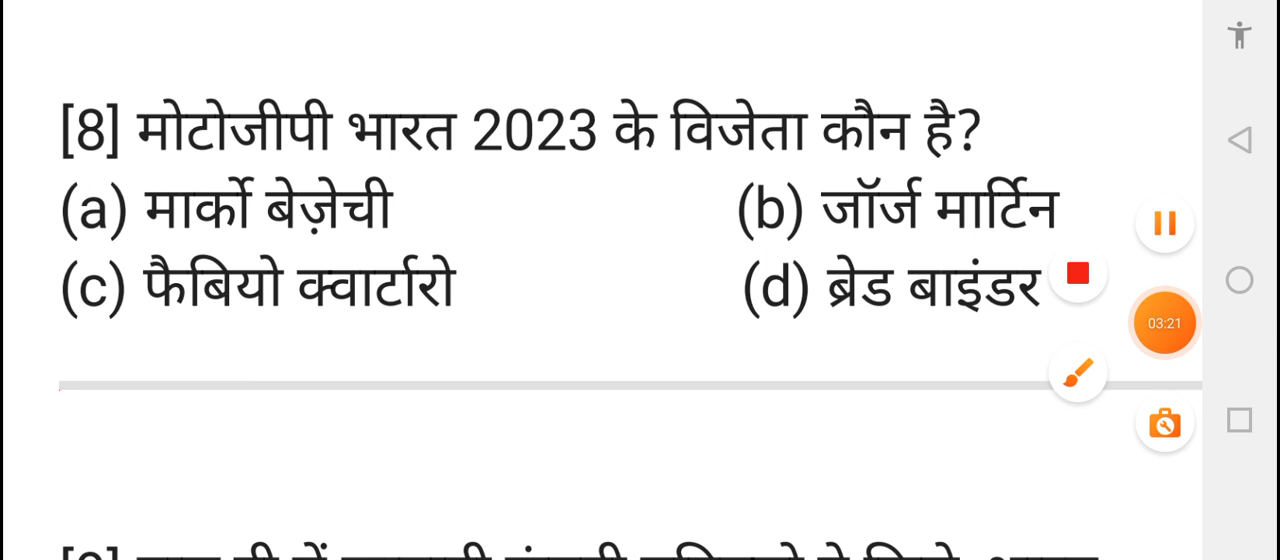 [8] मोटोजीपी भारत 2023 के विजेता कौन है?
(a) मार्को बेज़ेची (b) जॉर्ज मार्टिन
(c) फैबियो क्वार्टारो (d) ब्रेड बाइंडर
03:21